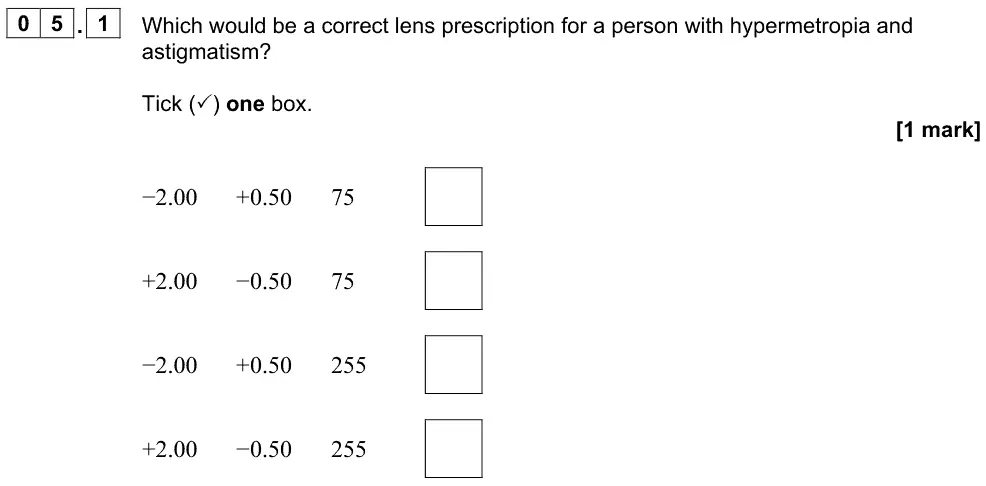 0 5 . 1 Which would be a correct lens prescription for a person with hypermetropia and
astigmatism?
Tick (✓) one box.
[1 mark]
−2.00 +0.50 75
+2.00 −0.50 75
−2.00 +0.50 255
+2.00 −0.50 255